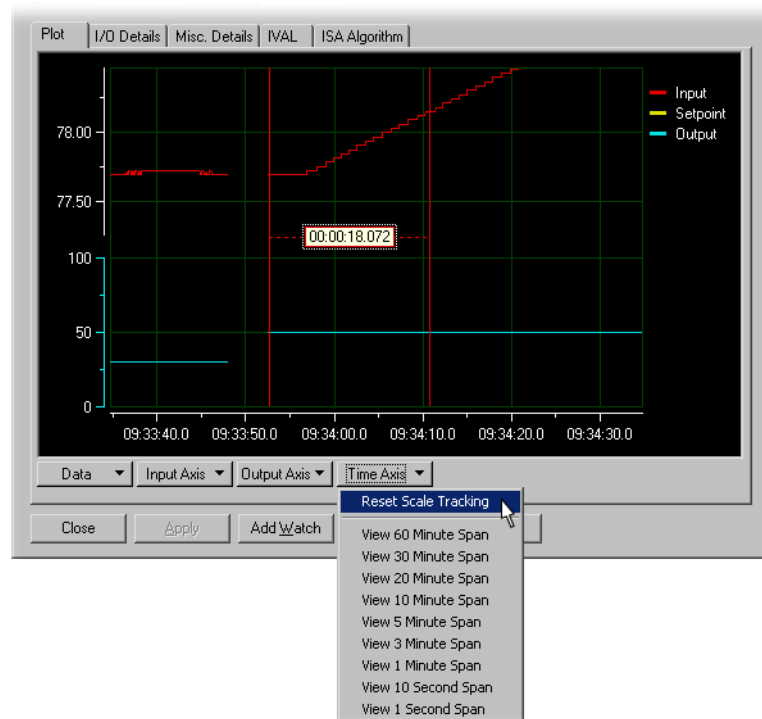 Plot I/O Details Misc. Details IVAL ISA Algorithm
Input
Setpoint
Output
78.00
77.50
00:00:18.072
100
50
0
09:33:40.0 09:33:50.0 09:34:00.0 09:34:10.0 09:34:20.0 09:34:30.0
Data Input Axis Output Axis Time Axis
Close Apply Add Watch
Reset Scale Tracking
View 60 Minute Span
View 30 Minute Span
View 20 Minute Span
View 10 Minute Span
View 5 Minute Span
View 3 Minute Span
View 1 Minute Span
View 10 Second Span
View 1 Second Span